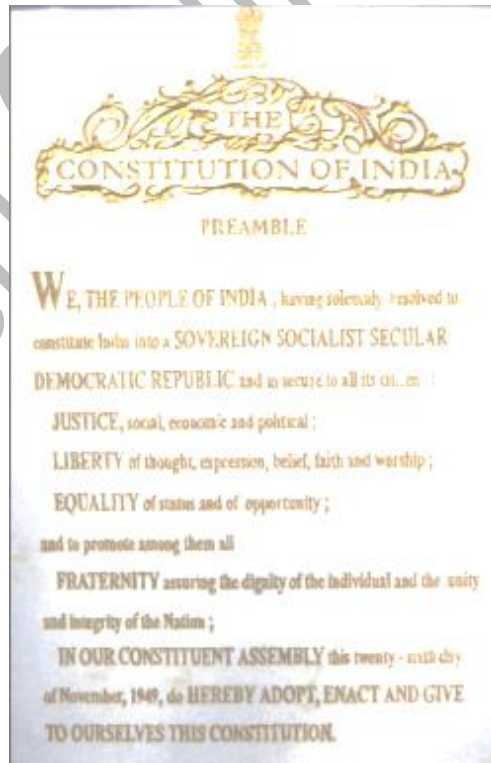 THE
CONSTITUTION OF INDIA
PREAMBLE
WE, THE PEOPLE OF INDIA, having solemnly resolved to
constitute India into a SOVEREIGN SOCIALIST SECULAR
DEMOCRATIC REPUBLIC and to secure to all its
JUSTICE, social, economic and political ;
LIBERTY of thought, expression, belief, faith and worship ;
EQUALITY of status and of opportunity ;
and to promote among them all
FRATERNITY assuring the dignity of the individual and the unity
and integrity of the Nation ;
IN OUR CONSTITUENT ASSEMBLY this twenty - sixth day
of November, 1949, do HEREBY ADOPT, ENACT AND GIVE
TO OURSELVES THIS CONSTITUTION.